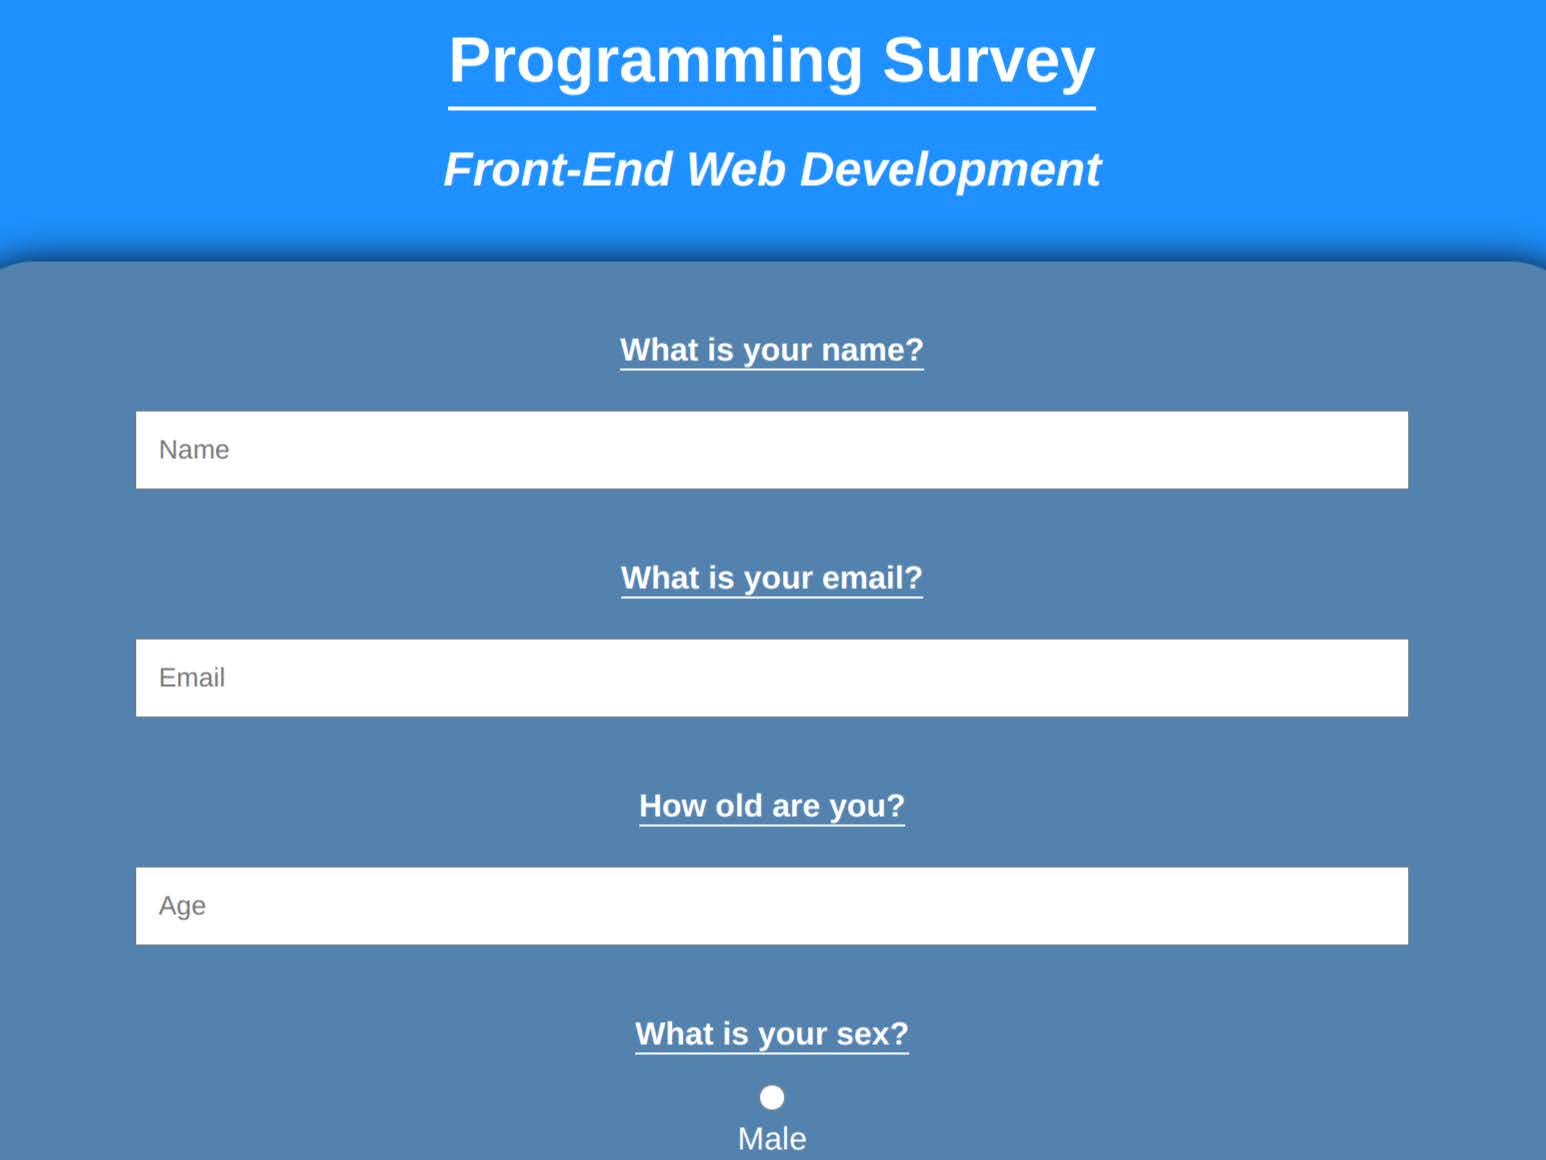 Programming Survey
Front-End Web Development
What is your name?
Name
What is your email?
Email
How old are you?
Age
What is your sex?
Male